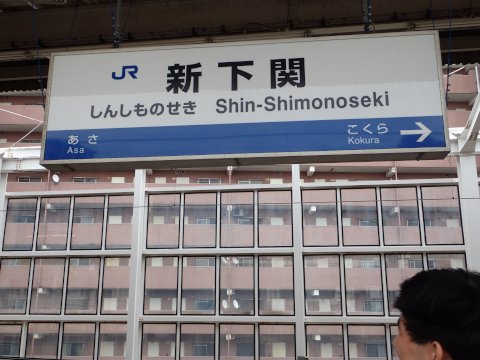 JR 新下関
しんしものせき Shin-Shimonoseki
あさ こくら
Asa Kokura